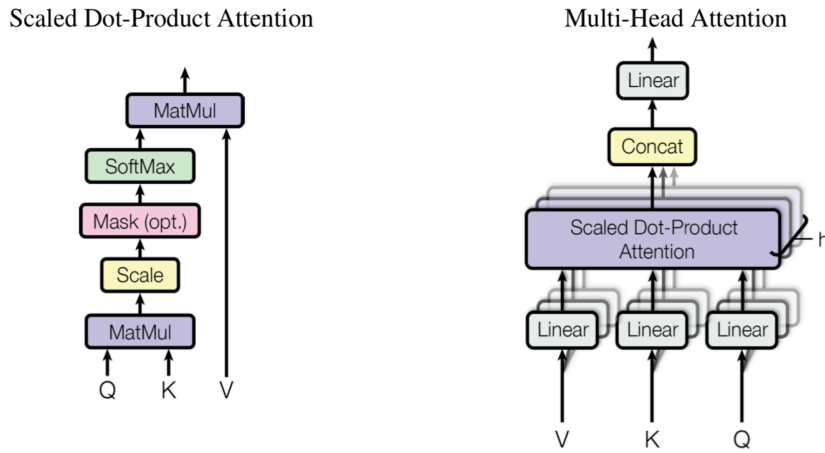 Scaled Dot-Product Attention
MatMul
SoftMax
Mask (opt.)
Scale
MatMul
Q K V
Multi-Head Attention
Linear
Concat
Scaled Dot-Product
Attention
h
Linear Linear Linear
V K Q